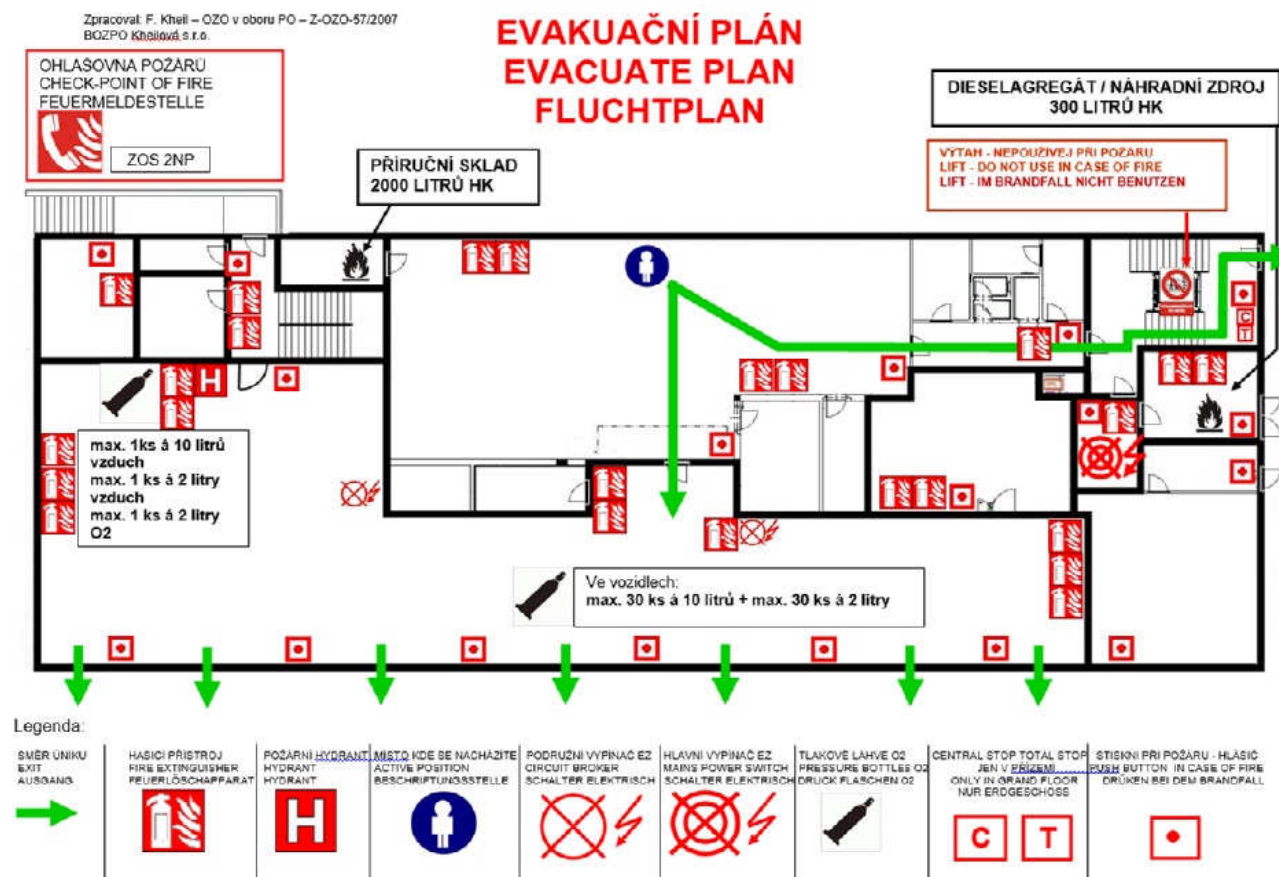 Zpracoval: F. Kheil – OZO v oboru PO – Z-OZO-57/2007
BOZPO Kheilová s.r.o.
EVAKUAČNÍ PLÁN
EVACUATE PLAN
FLUCHTPLAN
OHLAŠOVNA POŽÁRU
CHECK-POINT OF FIRE
FEUERMELDESTELLE
ZOS 2NP
PŘÍRUČNÍ SKLAD
2000 LITRŮ HK
DIESELAGREGÁT / NÁHRADNÍ ZDROJ
300 LITRŮ HK
VÝTAH - NEPOUŽÍVEJ PŘI POŽÁRU
LIFT - DO NOT USE IN CASE OF FIRE
LIFT - IM BRANDFALL NICHT BENUTZEN
C
T
H
max. 1ks á 10 litrů
vzduch
max. 1 ks á 2 litry
vzduch
max. 1 ks á 2 litry
O2
Ve vozidlech:
max. 30 ks á 10 litrů + max. 30 ks á 2 litry
Legenda:
SMĚR ÚNIKU
EXIT
AUSGANG
HASICÍ PŘÍSTROJ
FIRE EXTINGUISHER
FEUERLÖSCHAPPARAT
POŽÁRNÍ HYDRANT
HYDRANT
HYDRANT
H
MÍSTO KDE SE NACHÁZÍTE
ACTIVE POSITION
BESCHRIFTUNGSSTELLE
PODRUŽNÍ VYPÍNAČ EZ
CIRCUIT BROKER
SCHALTER ELEKTRISCH
HLAVNÍ VYPÍNAČ EZ
MAINS POWER SWITCH
SCHALTER ELEKTRISCH
TLAKOVÉ LAHVE O2
PRESSURE BOTTLES O2
DRUCK FLASCHEN O2
CENTRAL STOP TOTAL STOP
JEN V PŘÍZEMÍ
ONLY IN GRAND FLOOR
NUR ERDGESCHOSS
C T
STISKNI PŘI POŽÁRU - HLÁSIČ
PUSH BUTTON IN CASE OF FIRE
DRÜKEN BEI DEM BRANDFALL